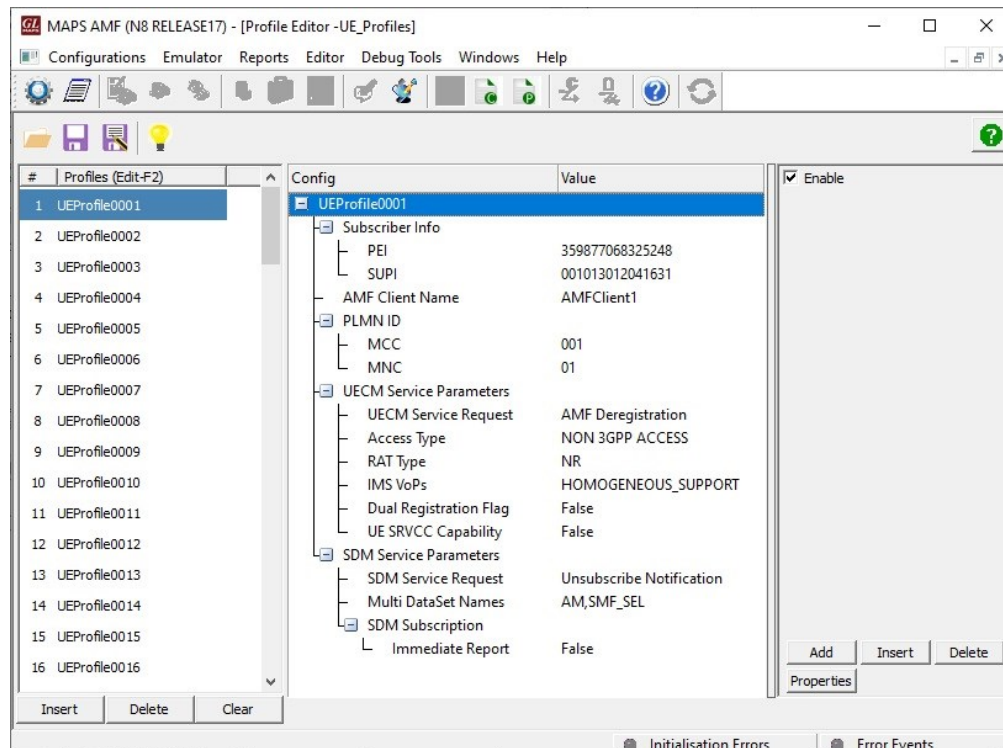 GL MAPS MAPS AMF (N8 RELEASE17) - [Profile Editor -UE_Profiles]
Configurations Emulator Reports Editor Debug Tools Windows Help
# Profiles (Edit-F2)
1 UEProfile0001
2 UEProfile0002
3 UEProfile0003
4 UEProfile0004
5 UEProfile0005
6 UEProfile0006
7 UEProfile0007
8 UEProfile0008
9 UEProfile0009
10 UEProfile0010
11 UEProfile0011
12 UEProfile0012
13 UEProfile0013
14 UEProfile0014
15 UEProfile0015
16 UEProfile0016
Insert Delete Clear
Config Value
UEProfile0001
Subscriber Info
PEI 359877068325248
SUPI 001013012041631
AMF Client Name AMFClient1
PLMN ID
MCC 001
MNC 01
UECM Service Parameters
UECM Service Request AMF Deregistration
Access Type NON 3GPP ACCESS
RAT Type NR
IMS VoPs HOMOGENEOUS_SUPPORT
Dual Registration Flag False
UE SRVCC Capability False
SDM Service Parameters
SDM Service Request Unsubscribe Notification
Multi DataSet Names AM,SMF_SEL
SDM Subscription
Immediate Report False
Enable
Add Insert Delete
Properties
Initialisation Errors Error Events